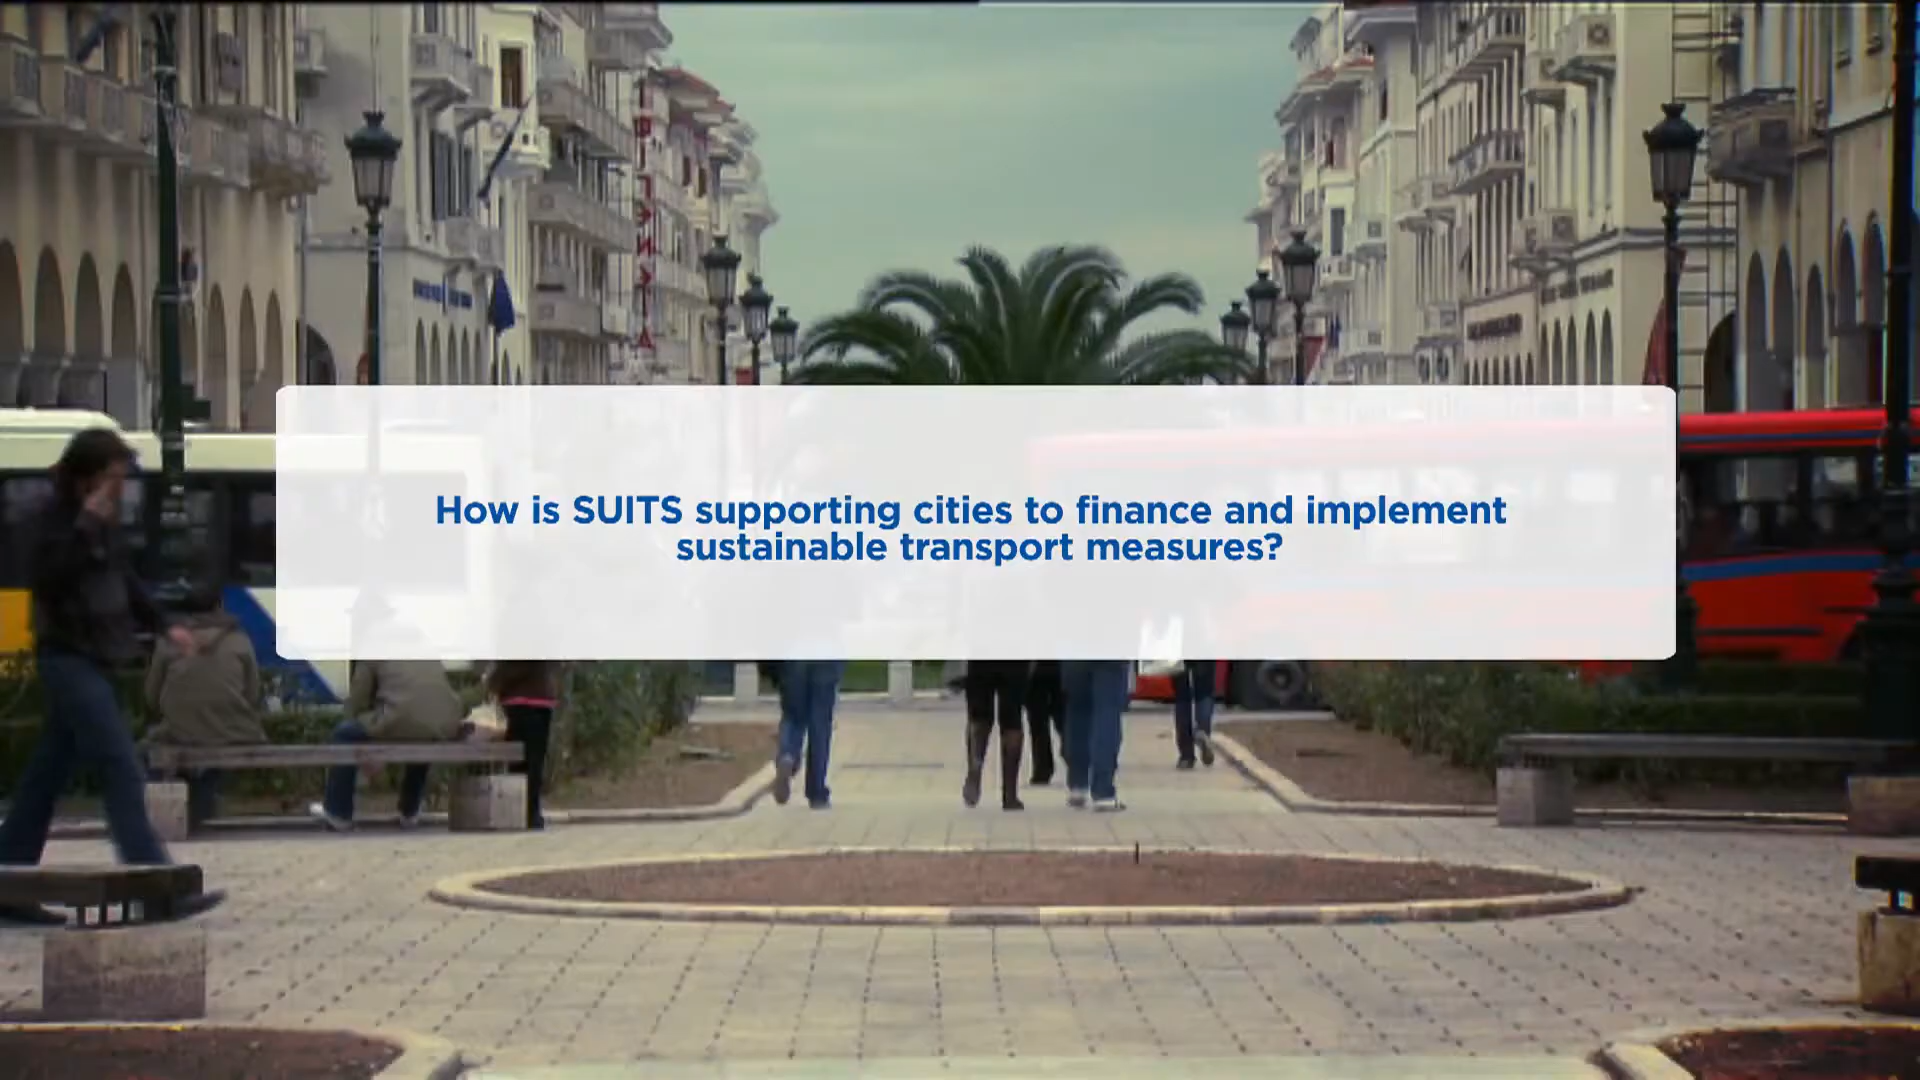 How is SUITS supporting cities to finance and implement
sustainable transport measures?